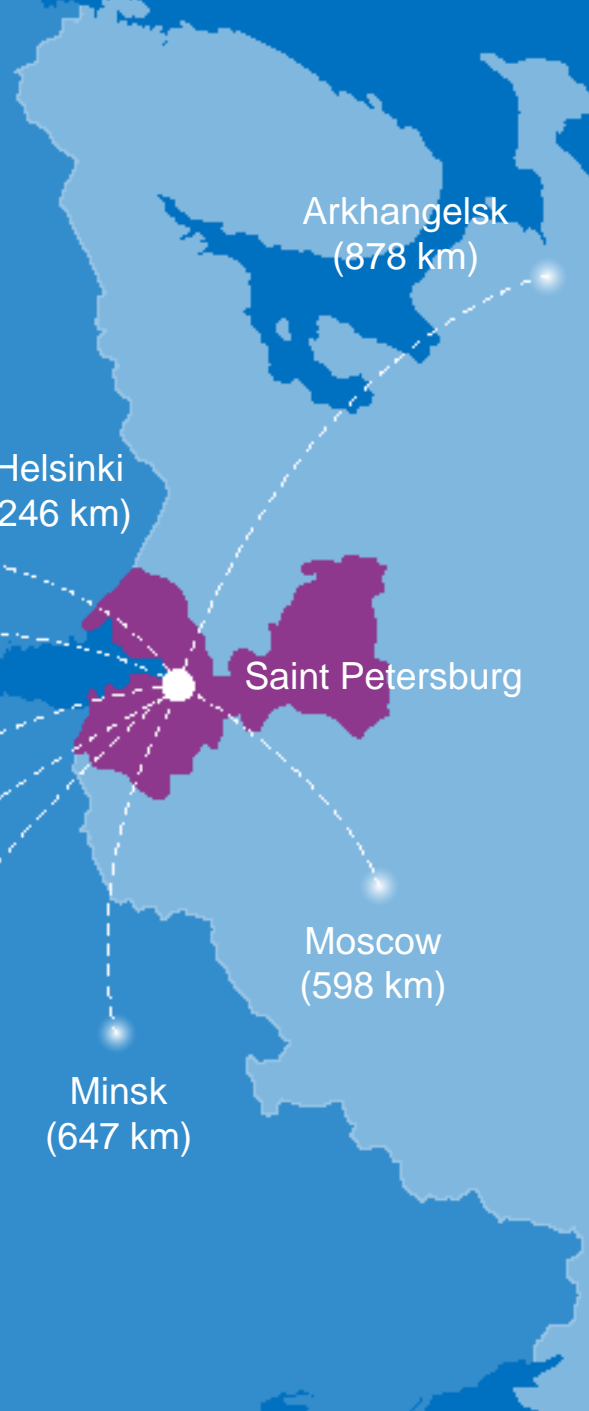 Arkhangelsk
(878 km)
Helsinki
246 km)
Saint Petersburg
Moscow
(598 km)
Minsk
(647 km)